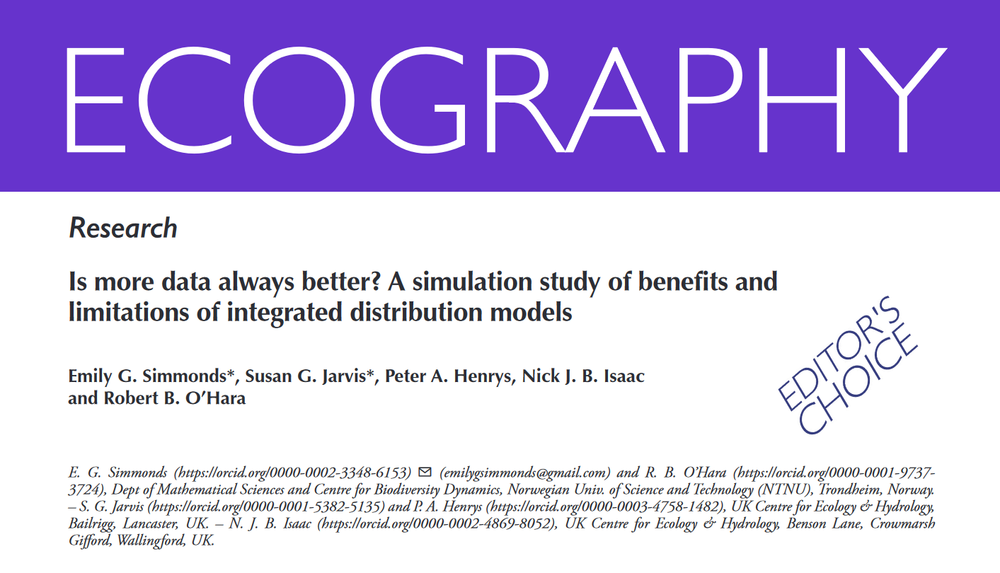 ECOGRAPHY
Research
Is more data always better? A simulation study of benefits and
limitations of integrated distribution models
EDITOR'S
CHOICE
Emily G. Simmonds*, Susan G. Jarvis*, Peter A. Henrys, Nick J. B. Isaac
and Robert B. O’Hara
E. G. Simmonds (https://orcid.org/0000-0002-3348-6153) ✉ (emilygsimmonds@gmail.com) and R. B. O’Hara (https://orcid.org/0000-0001-9737-
3724), Dept of Mathematical Sciences and Centre for Biodiversity Dynamics, Norwegian Univ. of Science and Technology (NTNU), Trondheim, Norway.
– S. G. Jarvis (https://orcid.org/0000-0001-5382-5135) and P. A. Henrys (https://orcid.org/0000-0003-4758-1482), UK Centre for Ecology & Hydrology,
Bailrigg, Lancaster, UK. – N. J. B. Isaac (https://orcid.org/0000-0002-4869-8052), UK Centre for Ecology & Hydrology, Benson Lane, Crowmarsh
Gifford, Wallingford, UK.